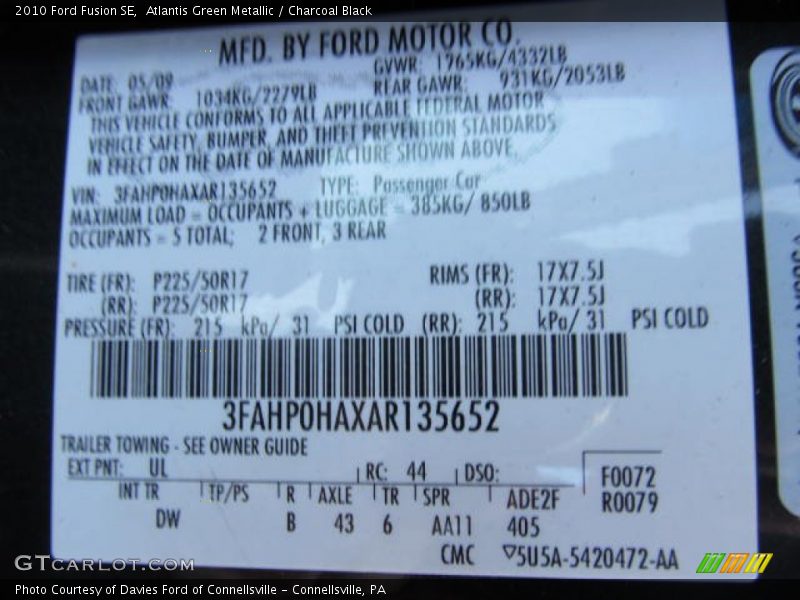 2010 Ford Fusion SE, Atlantis Green Metallic / Charcoal Black
MFD. BY FORD MOTOR CO.
DATE: 05/09 GVWR: 1765KG/4332LB
FRONT GAWR: 1034KG/2279LB REAR GAWR: 931KG/2053LB
THIS VEHICLE CONFORMS TO ALL APPLICABLE FEDERAL MOTOR
VEHICLE SAFETY, BUMPER, AND THEFT PREVENTION STANDARDS
IN EFFECT ON THE DATE OF MANUFACTURE SHOWN ABOVE.
VIN: 3FAHP0HAXAR135652 TYPE: Passenger Car
MAXIMUM LOAD = OCCUPANTS + LUGGAGE = 385KG/ 850LB
OCCUPANTS = 5 TOTAL; 2 FRONT, 3 REAR
TIRE (FR): P225/50R17 RIMS (FR): 17X7.5J
(RR): P225/50R17 (RR): 17X7.5J
PRESSURE (FR): 215 kPa/ 31 PSI COLD (RR): 215 kPa/ 31 PSI COLD
3FAHP0HAXAR135652
TRAILER TOWING - SEE OWNER GUIDE
EXT PNT: UL RC: 44 DSO: F0072
INT TR TP/PS R AXLE TR SPR ADE2F R0079
DW B 43 6 AA11 405
CMC ▽5U5A-5420472-AA
GTCARLOT.COM
Photo Courtesy of Davies Ford of Connellsville - Connellsville, PA